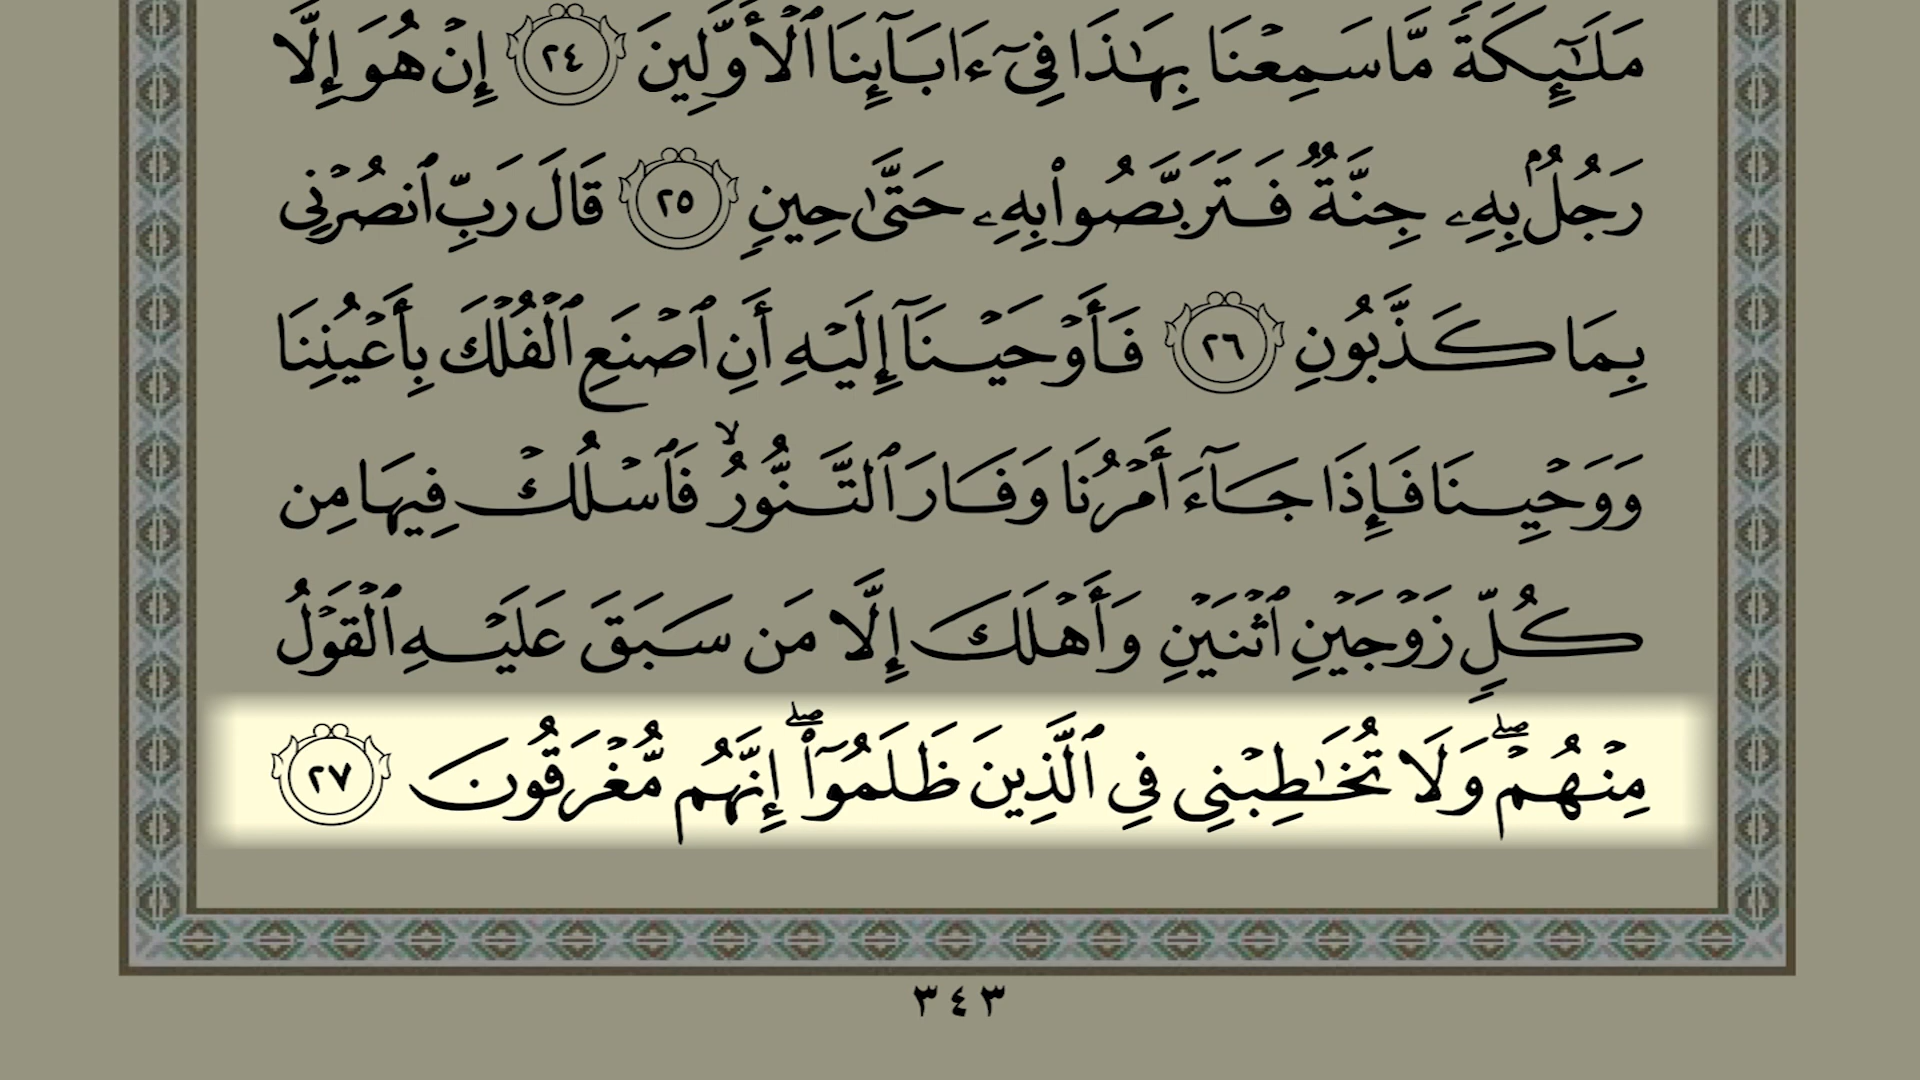 مَلَـٰٓئِكَةً مَّا سَمِعْنَا بِهَـٰذَا فِىٓ ءَابَآئِنَا ٱلْأَوَّلِينَ ٢٤ إِنْ هُوَ إِلَّا
رَجُلٌۢ بِهِۦ جِنَّةٌ فَتَرَبَّصُوا۟ بِهِۦ حَتَّىٰ حِينٍ ٢٥ قَالَ رَبِّ ٱنصُرْنِى
بِمَا كَذَّبُونِ ٢٦ فَأَوْحَيْنَآ إِلَيْهِ أَنِ ٱصْنَعِ ٱلْفُلْكَ بِأَعْيُنِنَا
وَوَحْيِنَا فَإِذَا جَآءَ أَمْرُنَا وَفَارَ ٱلتَّنُّورُ ۙ فَٱسْلُكْ فِيهَا مِن
كُلٍّ زَوْجَيْنِ ٱثْنَيْنِ وَأَهْلَكَ إِلَّا مَن سَبَقَ عَلَيْهِ ٱلْقَوْلُ
مِنْهُمْ ۖ وَلَا تُخَـٰطِبْنِى فِى ٱلَّذِينَ ظَلَمُوٓا۟ ۖ إِنَّهُم مُّغْرَقُونَ ٢٧
٣٤٣